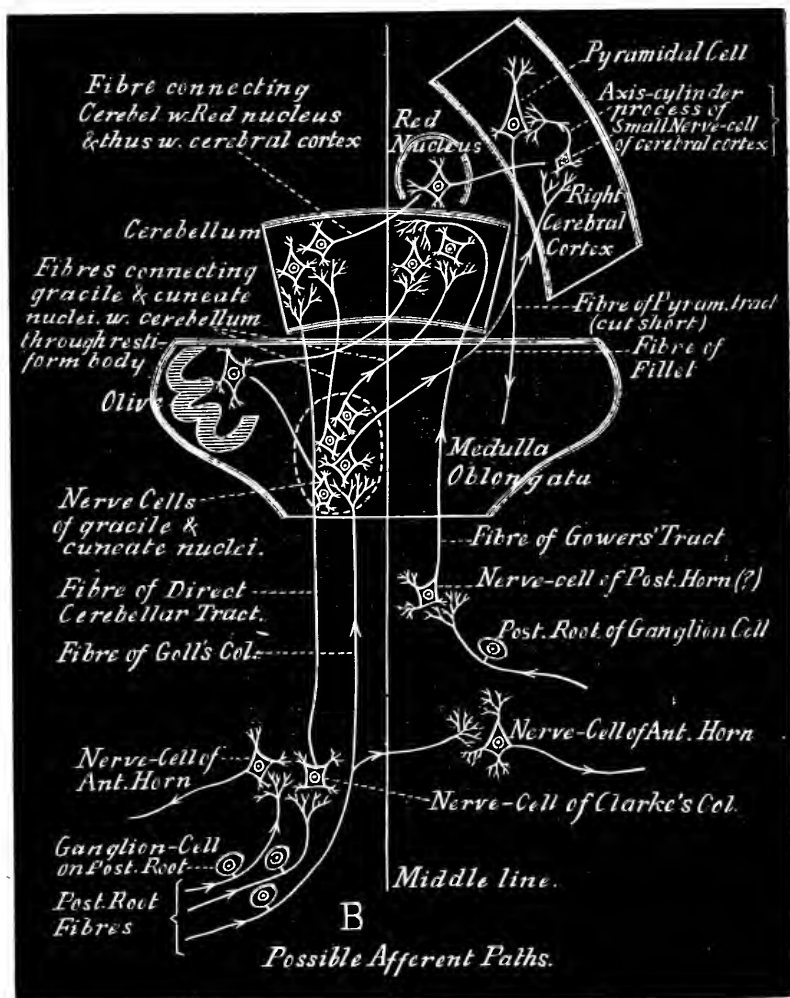 Pyramidal Cell
Fibre connecting
Cerebel w. Red nucleus
& thus w. cerebral cortex
Axis-cylinder
process of
Small Nerve-cell
of cerebral cortex
Red
Nucleus
Right
Cerebral
Cortex
Cerebellum
Fibres connecting
gracile & cuneate
nuclei. w. cerebellum
through resti-
form body
Fibre of Pyram. tract
(cut short)
Fibre of
Fillet
Olive
Medulla
Oblongata
Nerve Cells
of gracile &
cuneate nuclei.
Fibre of Gowers' Tract
Nerve-cell of Post. Horn (?)
Fibre of Direct
Cerebellar Tract.
Post. Root of Ganglion Cell
Fibre of Goll's Col.
Nerve-Cell of Ant. Horn
Nerve-Cell of
Ant. Horn
Nerve-Cell of Clarke's Col.
Ganglion-Cell
on Post. Root
Middle line.
Post. Root
Fibres
B
Possible Afferent Paths.